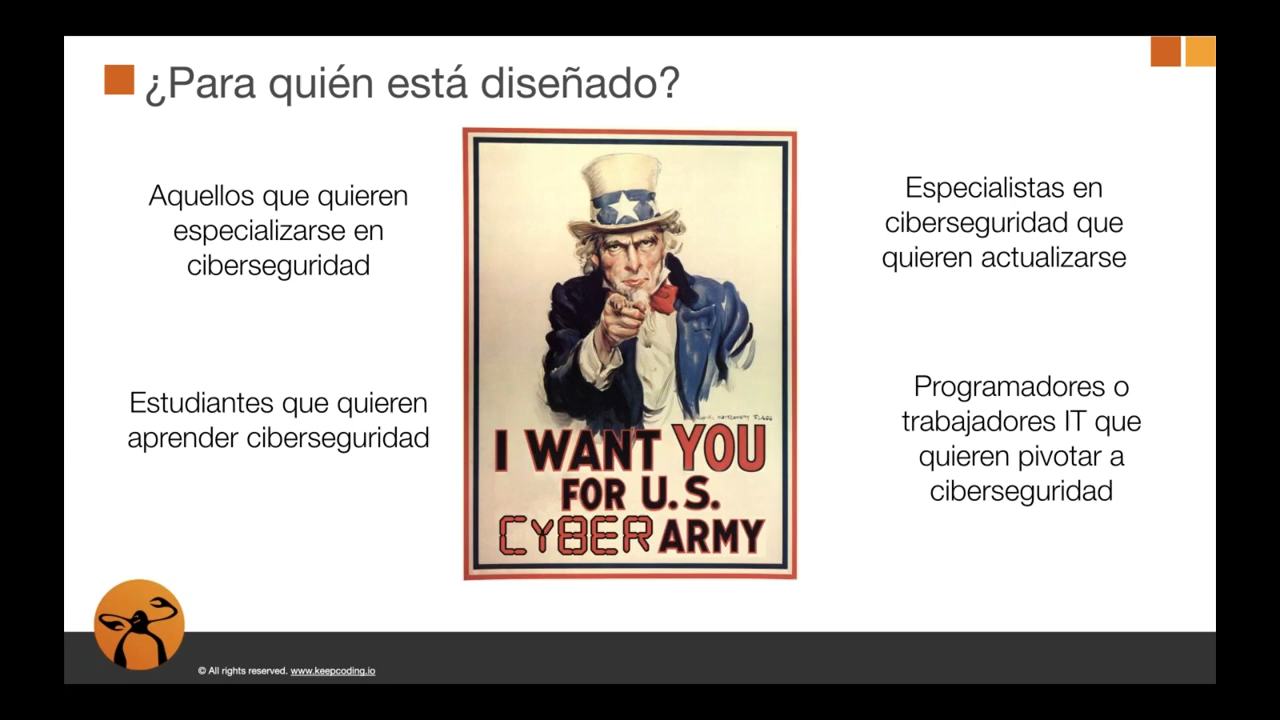 ¿Para quién está diseñado?
Aquellos que quieren
especializarse en
ciberseguridad
Especialistas en
ciberseguridad que
quieren actualizarse
Estudiantes que quieren
aprender ciberseguridad
Programadores o
trabajadores IT que
quieren pivotar a
ciberseguridad
I WANT YOU
FOR U.S.
CYBER ARMY
© All rights reserved. www.keepcoding.io